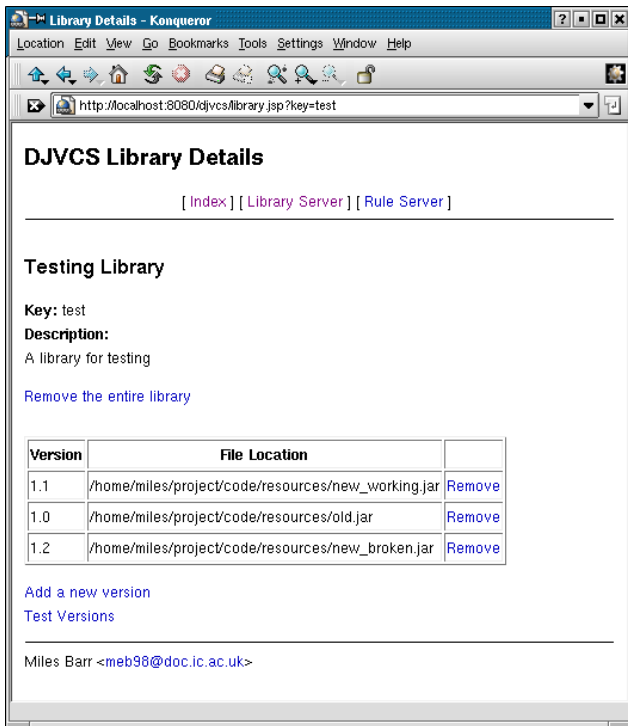 Library Details - Konqueror
Location Edit View Go Bookmarks Tools Settings Window Help
http://localhost:8080/djvcs/library.jsp?key=test
DJVCS Library Details
[ Index ] [ Library Server ] [ Rule Server ]
Testing Library
Key: test
Description:
A library for testing
Remove the entire library
Version File Location
1.1 /home/miles/project/code/resources/new_working.jar Remove
1.0 /home/miles/project/code/resources/old.jar Remove
1.2 /home/miles/project/code/resources/new_broken.jar Remove
Add a new version
Test Versions
Miles Barr <meb98@doc.ic.ac.uk>